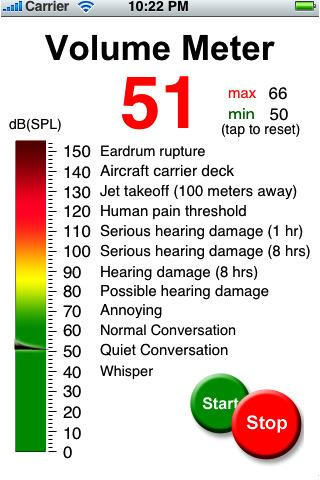 Carrier 10:22 PM
Volume Meter
51
max 66
min 50
(tap to reset)
dB(SPL)
150 Eardrum rupture
140 Aircraft carrier deck
130 Jet takeoff (100 meters away)
120 Human pain threshold
110 Serious hearing damage (1 hr)
100 Serious hearing damage (8 hrs)
90 Hearing damage (8 hrs)
80 Possible hearing damage
70 Annoying
60 Normal Conversation
50 Quiet Conversation
40 Whisper
30
20
10
0
Start
Stop